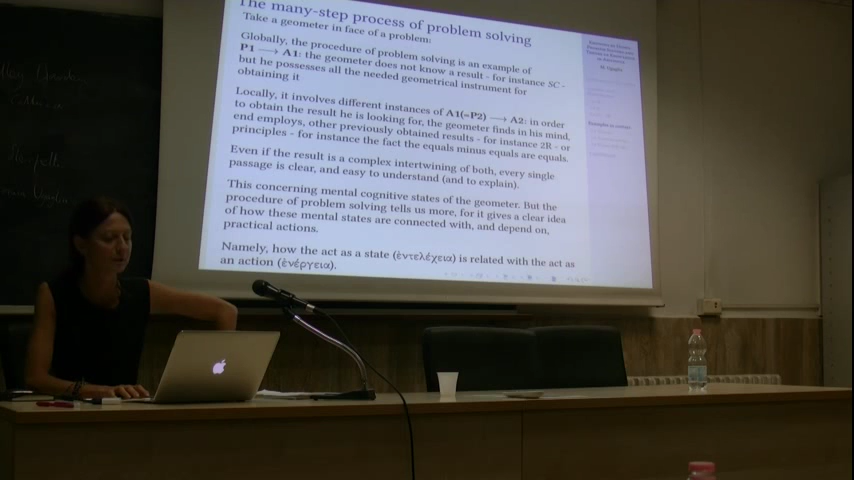 The many-step process of problem solving
Take a geometer in face of a problem:
Globally, the procedure of problem solving is an example of
P1 ⟶ A1: the geometer does not know a result - for instance SC -
but he possesses all the needed geometrical instrument for
obtaining it
Locally, it involves different instances of A1(=P2) ⟶ A2: in order
to obtain the result he is looking for, the geometer finds in his mind,
end employs, other previously obtained results - for instance 2R - or
principles - for instance the fact the equals minus equals are equals.
Even if the result is a complex intertwining of both, every single
passage is clear, and easy to understand (and to explain).
This concerning mental cognitive states of the geometer. But the
procedure of problem solving tells us more, for it gives a clear idea
of how these mental states are connected with, and depend on,
practical actions.
Namely, how the act as a state (ἐντελέχεια) is related with the act as
an action (ἐνέργεια).